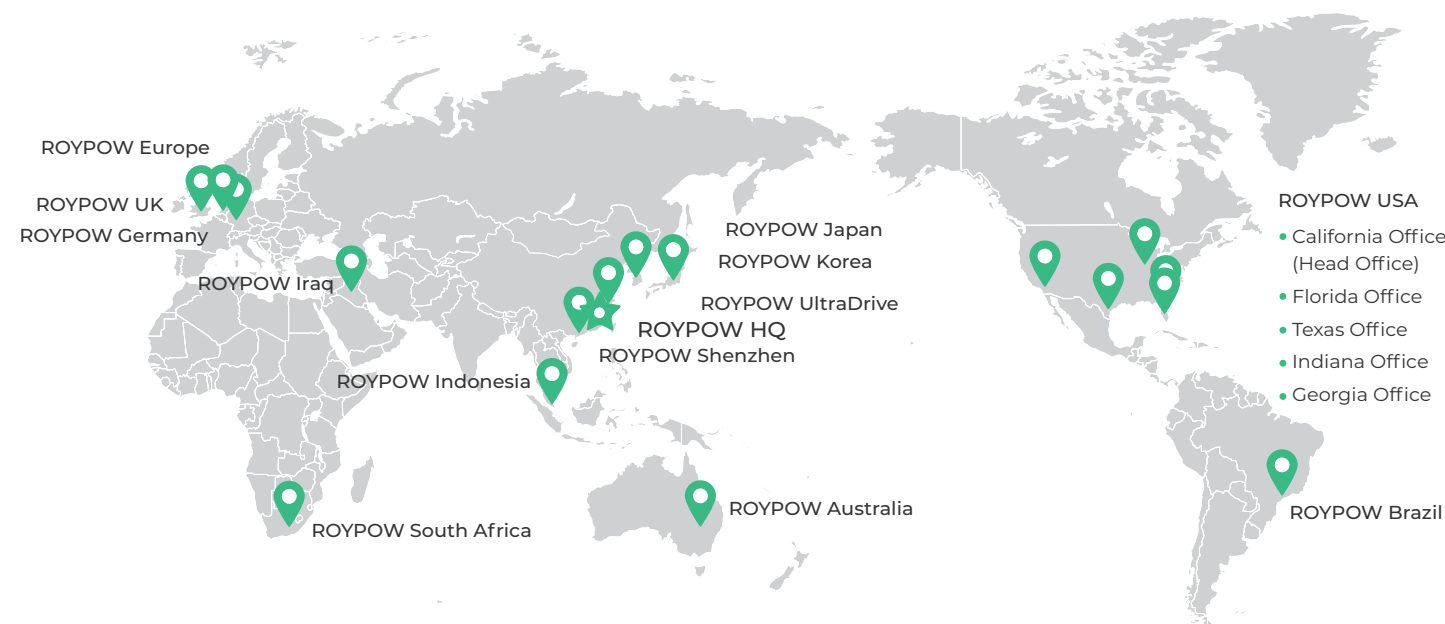 ROYPOW Europe
ROYPOW UK
ROYPOW Germany
ROYPOW Iraq
ROYPOW Japan
ROYPOW Korea
ROYPOW UltraDrive
ROYPOW HQ
ROYPOW Shenzhen
ROYPOW Indonesia
ROYPOW South Africa
ROYPOW Australia
ROYPOW USA
• California Office
(Head Office)
• Florida Office
• Texas Office
• Indiana Office
• Georgia Office
ROYPOW Brazil